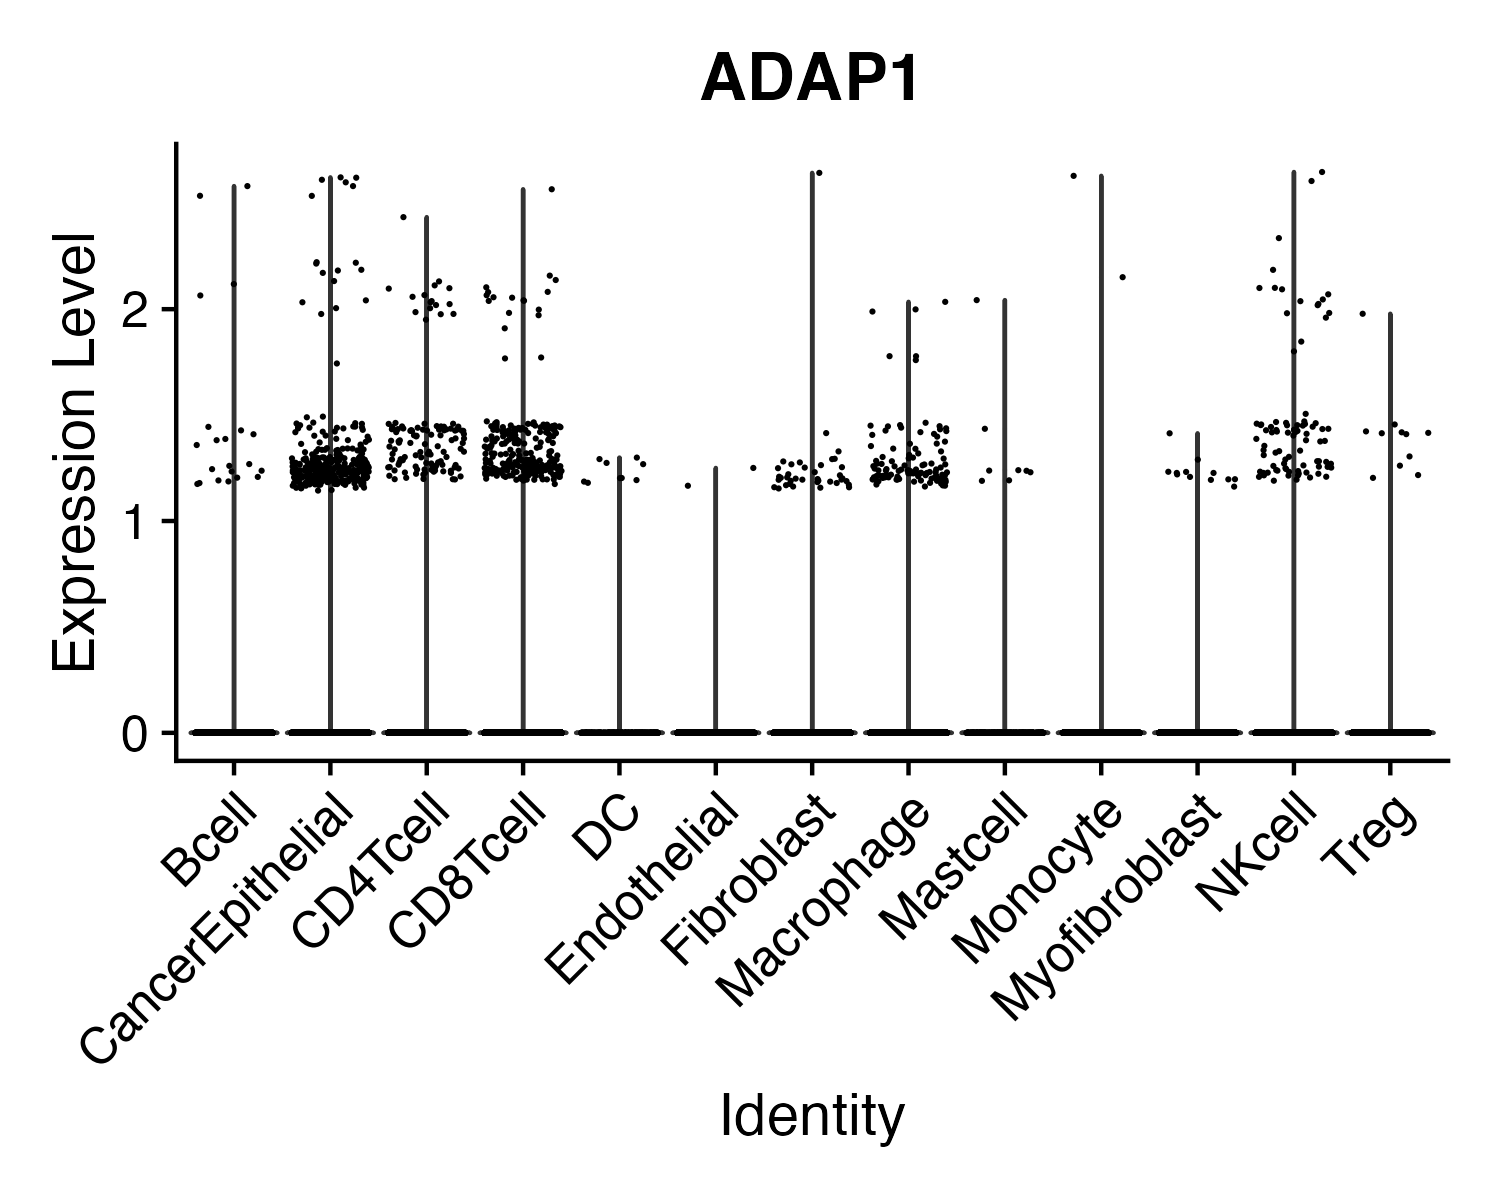 ADAP1
Expression Level
2
1
0
Bcell
CancerEpithelial
CD4Tcell
CD8Tcell
DC
Endothelial
Fibroblast
Macrophage
Mastcell
Monocyte
Myofibroblast
NKcell
Treg
Identity